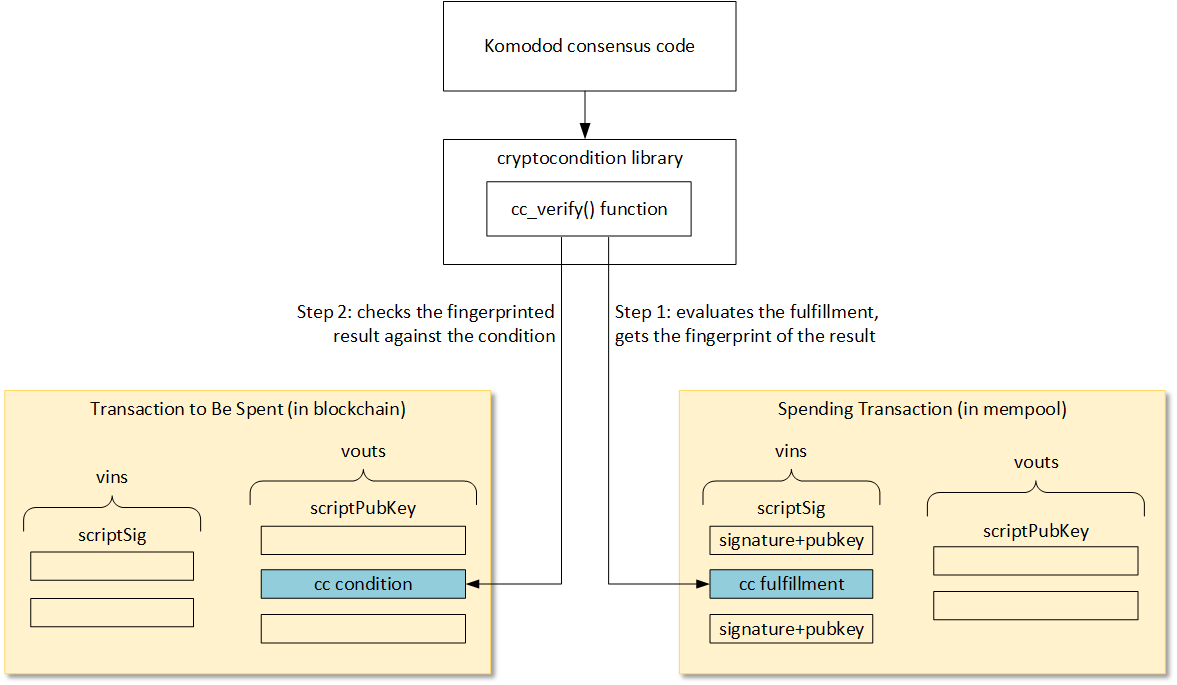 Komodod consensus code
cryptocondition library
cc_verify() function
Step 2: checks the fingerprinted
result against the condition
Step 1: evaluates the fulfillment,
gets the fingerprint of the result
Transaction to Be Spent (in blockchain)
vins
scriptSig
vouts
scriptPubKey
cc condition
Spending Transaction (in mempool)
vins
scriptSig
signature+pubkey
cc fulfillment
signature+pubkey
vouts
scriptPubKey